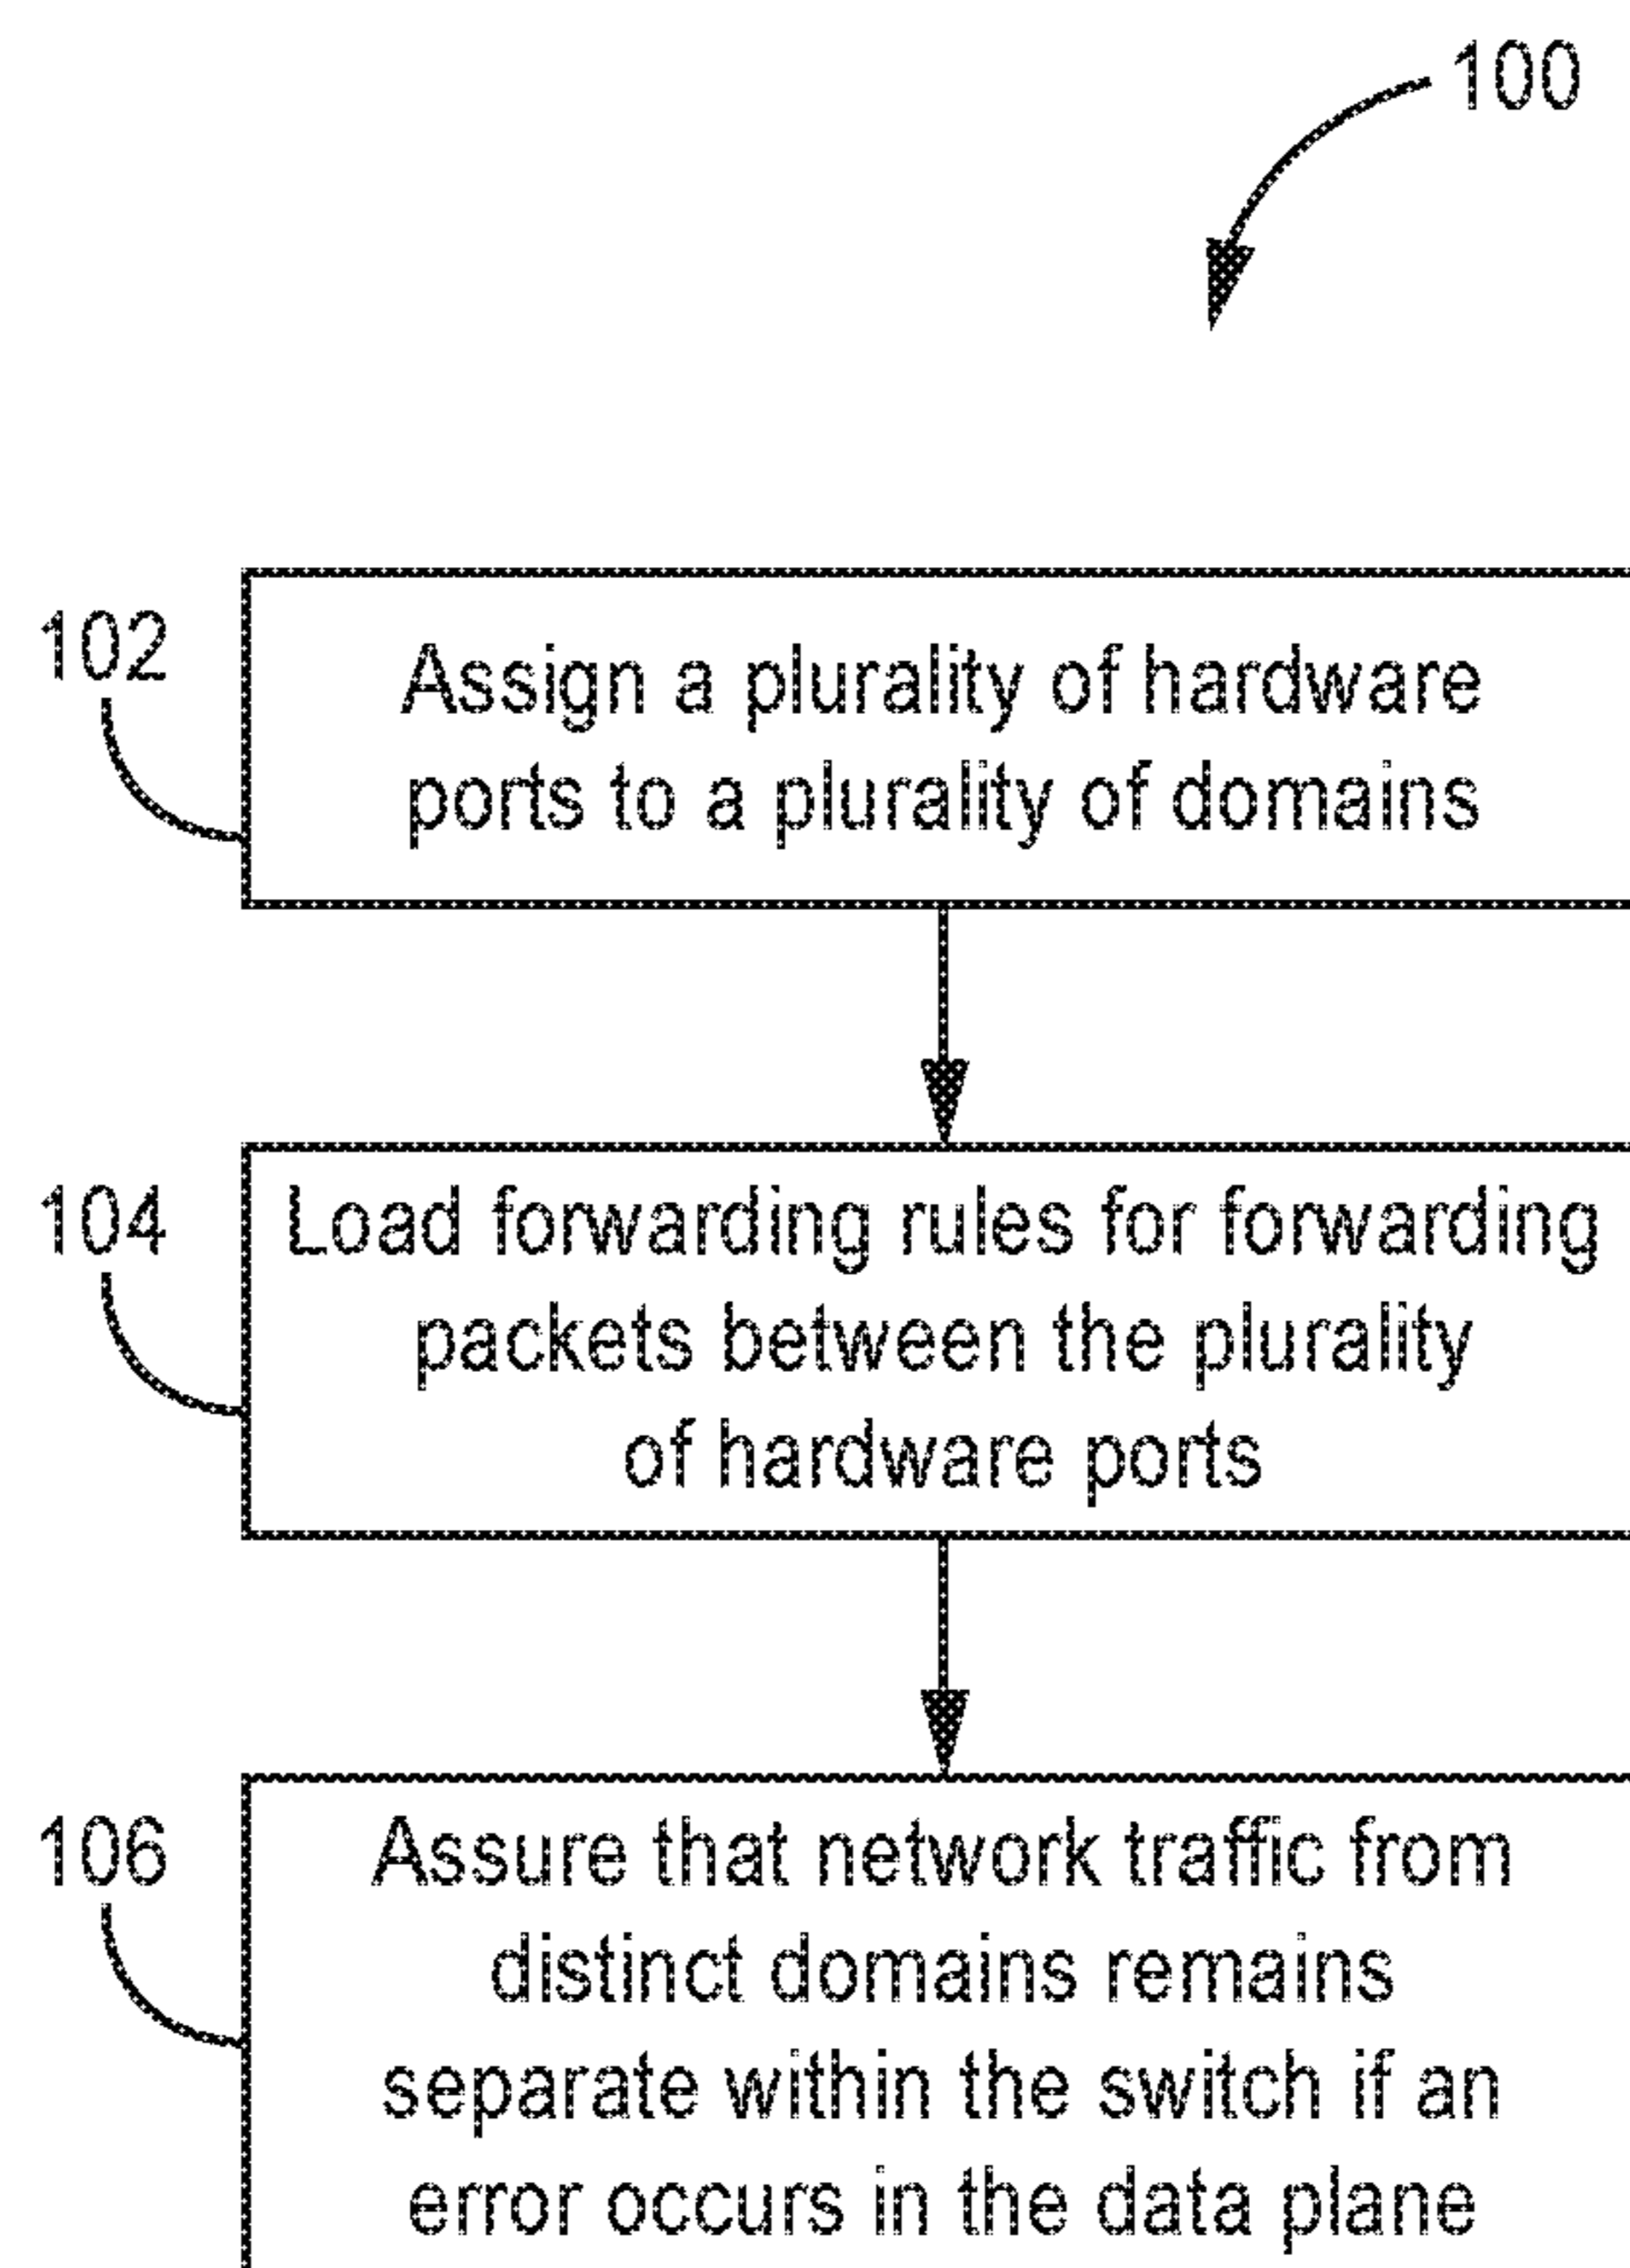 100
102
Assign a plurality of hardware
ports to a plurality of domains
104
Load forwarding rules for forwarding
packets between the plurality
of hardware ports
106
Assure that network traffic from
distinct domains remains
separate within the switch if an
error occurs in the data plane